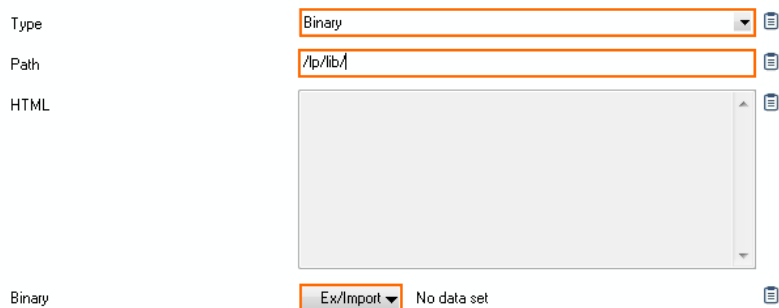 Type Binary
Path /lp/lib/
HTML
Binary Ex/Import No data set